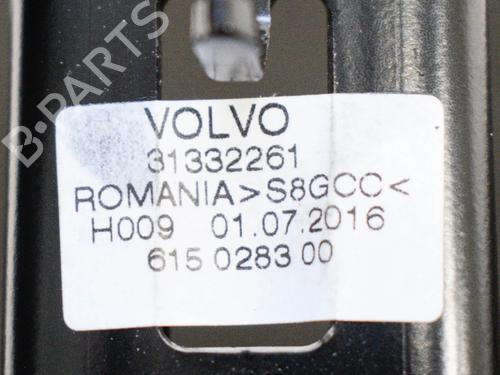 B-PARTS
VOLVO
31332261
ROMANIA>S8GCC<
H009 01.07.2016
615 0283 00